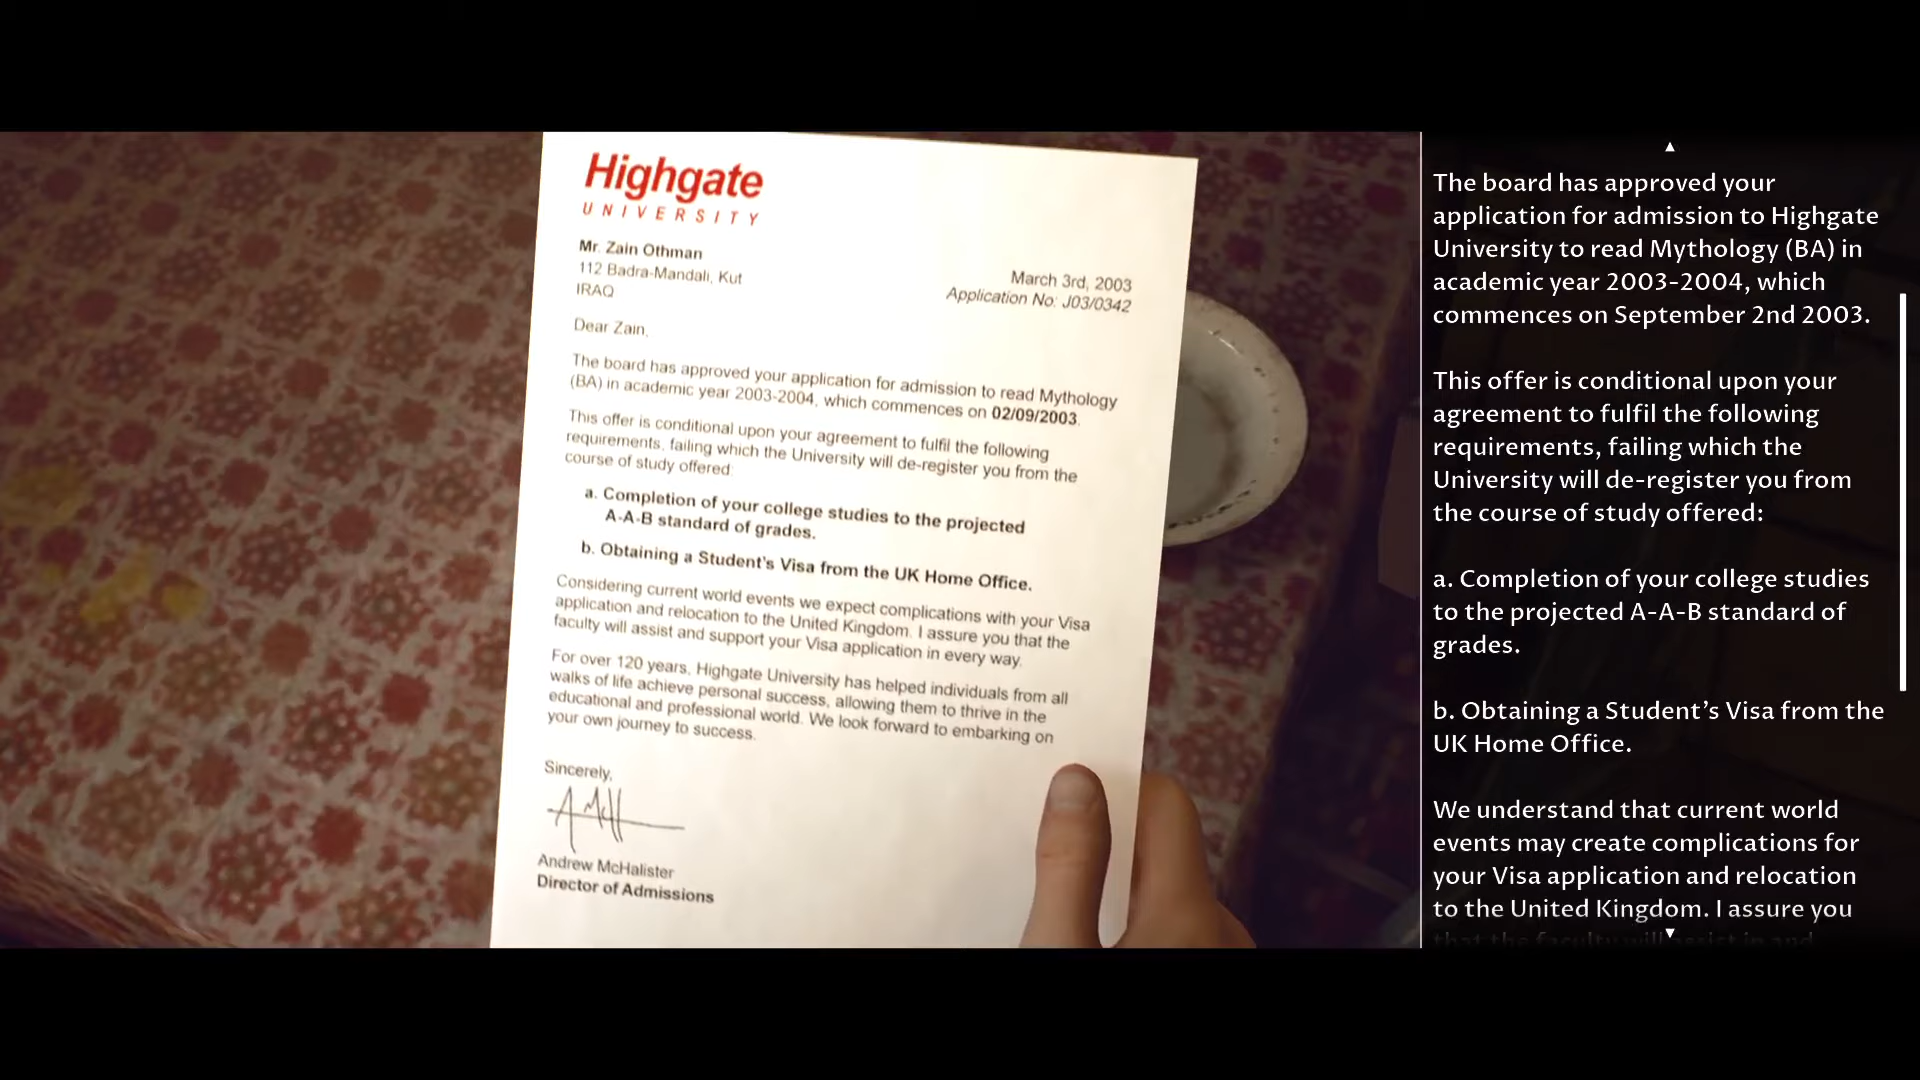 Highgate
UNIVERSITY
Mr. Zain Othman
112 Badra-Mandali, Kut
IRAQ
March 3rd, 2003
Application No: J03/0342
Dear Zain,
The board has approved your application for admission to read Mythology
(BA) in academic year 2003-2004, which commences on 02/09/2003.
This offer is conditional upon your agreement to fulfil the following
requirements, failing which the University will de-register you from the
course of study offered:
a. Completion of your college studies to the projected
A-A-B standard of grades.
b. Obtaining a Student's Visa from the UK Home Office.
Considering current world events we expect complications with your Visa
application and relocation to the United Kingdom. I assure you that the
faculty will assist and support your Visa application in every way.
For over 120 years, Highgate University has helped individuals from all
walks of life achieve personal success, allowing them to thrive in the
educational and professional world. We look forward to embarking on
your own journey to success.
Sincerely,
Andrew McHalister
Director of Admissions
The board has approved your
application for admission to Highgate
University to read Mythology (BA) in
academic year 2003-2004, which
commences on September 2nd 2003.
This offer is conditional upon your
agreement to fulfil the following
requirements, failing which the
University will de-register you from
the course of study offered:
a. Completion of your college studies
to the projected A-A-B standard of
grades.
b. Obtaining a Student's Visa from the
UK Home Office.
We understand that current world
events may create complications for
your Visa application and relocation
to the United Kingdom. I assure you
that the faculty will assist in and